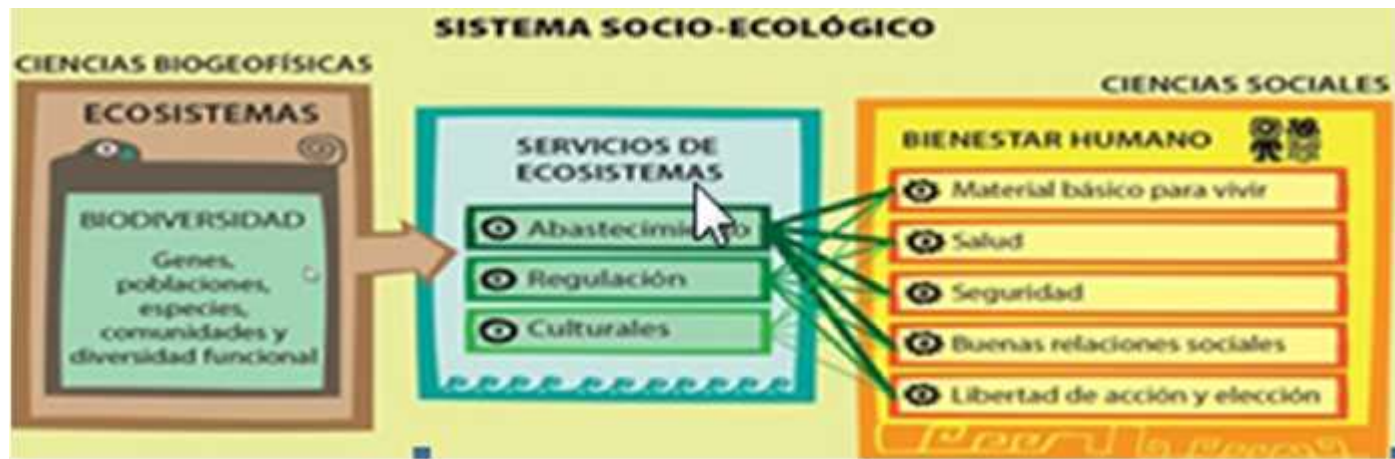 SISTEMA SOCIO-ECOLÓGICO
CIENCIAS BIOGEOFÍSICAS
ECOSISTEMAS
BIODIVERSIDAD
Genes,
poblaciones,
especies,
comunidades y
diversidad funcional
SERVICIOS DE
ECOSISTEMAS
Abastecimiento
Regulación
Culturales
CIENCIAS SOCIALES
BIENESTAR HUMANO
Material básico para vivir
Salud
Seguridad
Buenas relaciones sociales
Libertad de acción y elección